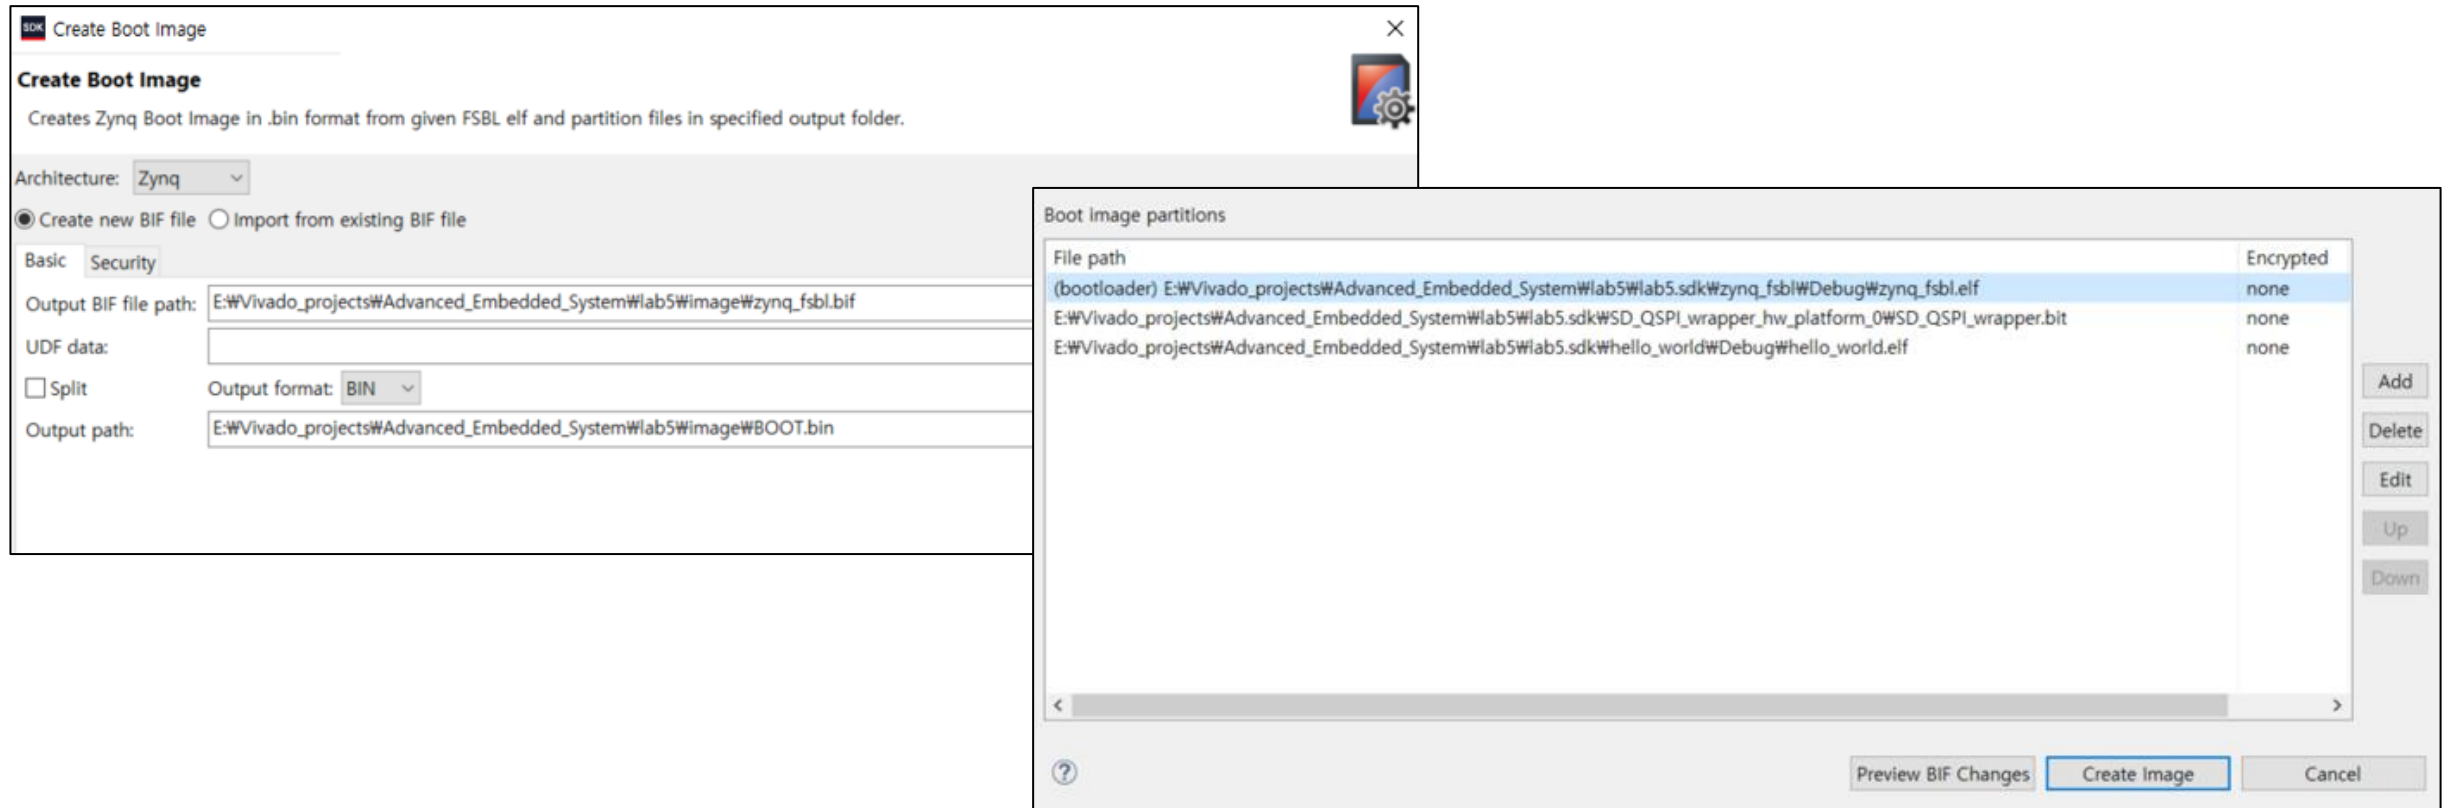 SDK Create Boot Image
Create Boot Image
Creates Zynq Boot Image in .bin format from given FSBL elf and partition files in specified output folder.
Architecture: Zynq
Create new BIF file Import from existing BIF file
Basic Security
Output BIF file path: E:₩Vivado_projects₩Advanced_Embedded_System₩lab5₩image₩zynq_fsbl.bif
UDF data:
Split Output format: BIN
Output path: E:₩Vivado_projects₩Advanced_Embedded_System₩lab5₩image₩BOOT.bin
Boot image partitions
File path Encrypted
(bootloader) E:₩Vivado_projects₩Advanced_Embedded_System₩lab5₩lab5.sdk₩zynq_fsbl₩Debug₩zynq_fsbl.elf none
E:₩Vivado_projects₩Advanced_Embedded_System₩lab5₩lab5.sdk₩SD_QSPI_wrapper_hw_platform_0₩SD_QSPI_wrapper.bit none
E:₩Vivado_projects₩Advanced_Embedded_System₩lab5₩lab5.sdk₩hello_world₩Debug₩hello_world.elf none
Add
Delete
Edit
Up
Down
Preview BIF Changes Create Image Cancel